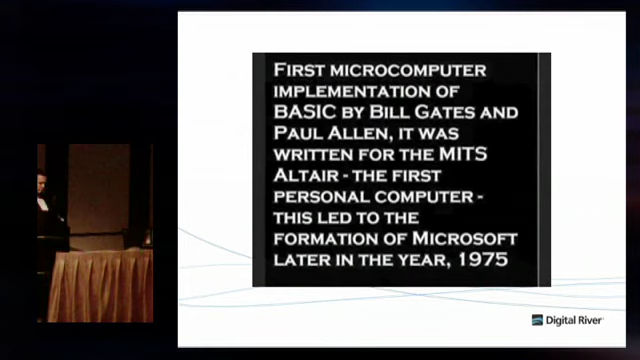 First microcomputer
implementation of
BASIC by Bill Gates and
Paul Allen, it was
written for the MITS
Altair - the first
personal computer -
this led to the
formation of Microsoft
later in the year, 1975
Digital River